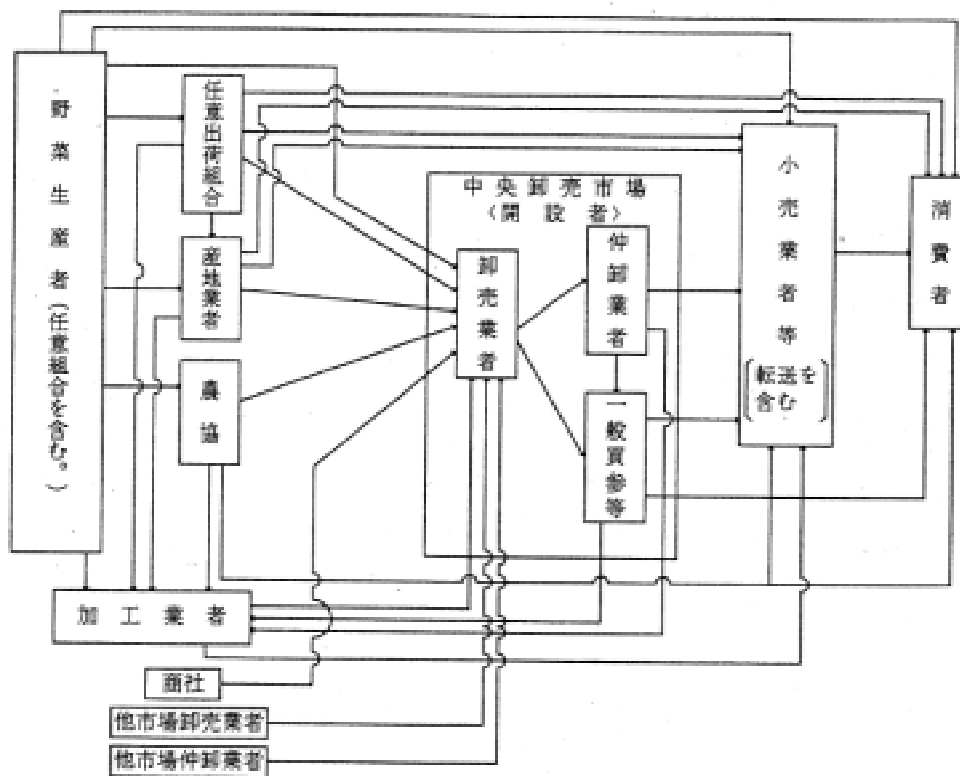 野菜生産者(任意組合を含む。)
任意出荷組合
産地業者
農協
中央卸売市場
〈開設者〉
卸売業者
仲卸業者
一般買参等
小売業者等
〔転送を含む〕
消費者
加工業者
商社
他市場卸売業者
他市場仲卸業者